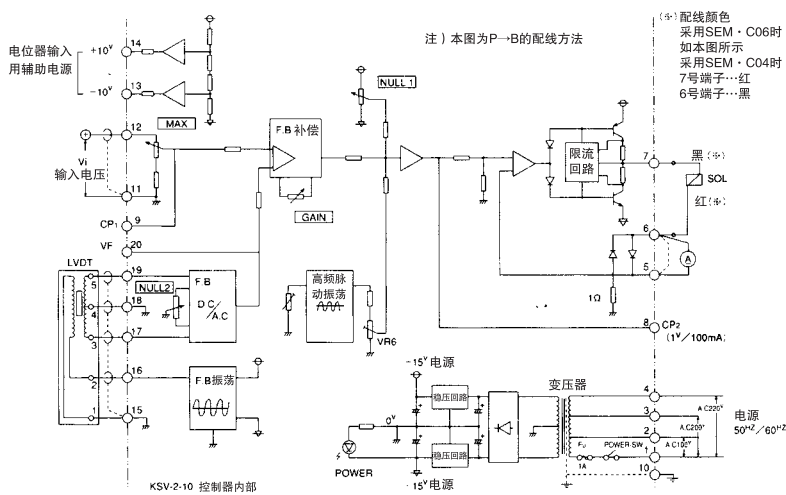 注）本图为P→B的配线方法
(※) 配线颜色
采用SEM・C06时
如本图所示
采用SEM・C04时
7号端子…红
6号端子…黑
电位器输入
用辅助电源
+10V
-10V
14
13
12
11
MAX
Vi
输入电压
CP1
9
VF
20
F.B 补偿
GAIN
NULL 1
限流
回路
7
黑(※)
SOL
红(※)
6
A
5
1Ω
8
CP2
(1V/100mA)
LVDT
5
4
3
2
1
19
18
17
16
15
NULL2
F.B
DC/
A.C
F.B振荡
高频脉
动振荡
VR6
-15V 电源
稳压回路
0V
稳压回路
-15V 电源
POWER
变压器
4
3
2
1
10
FU
1A
POWER-SW
A.C220V
A.C200V
A.C100V
电源
50HZ/60HZ
KSV-2-10 控制器内部